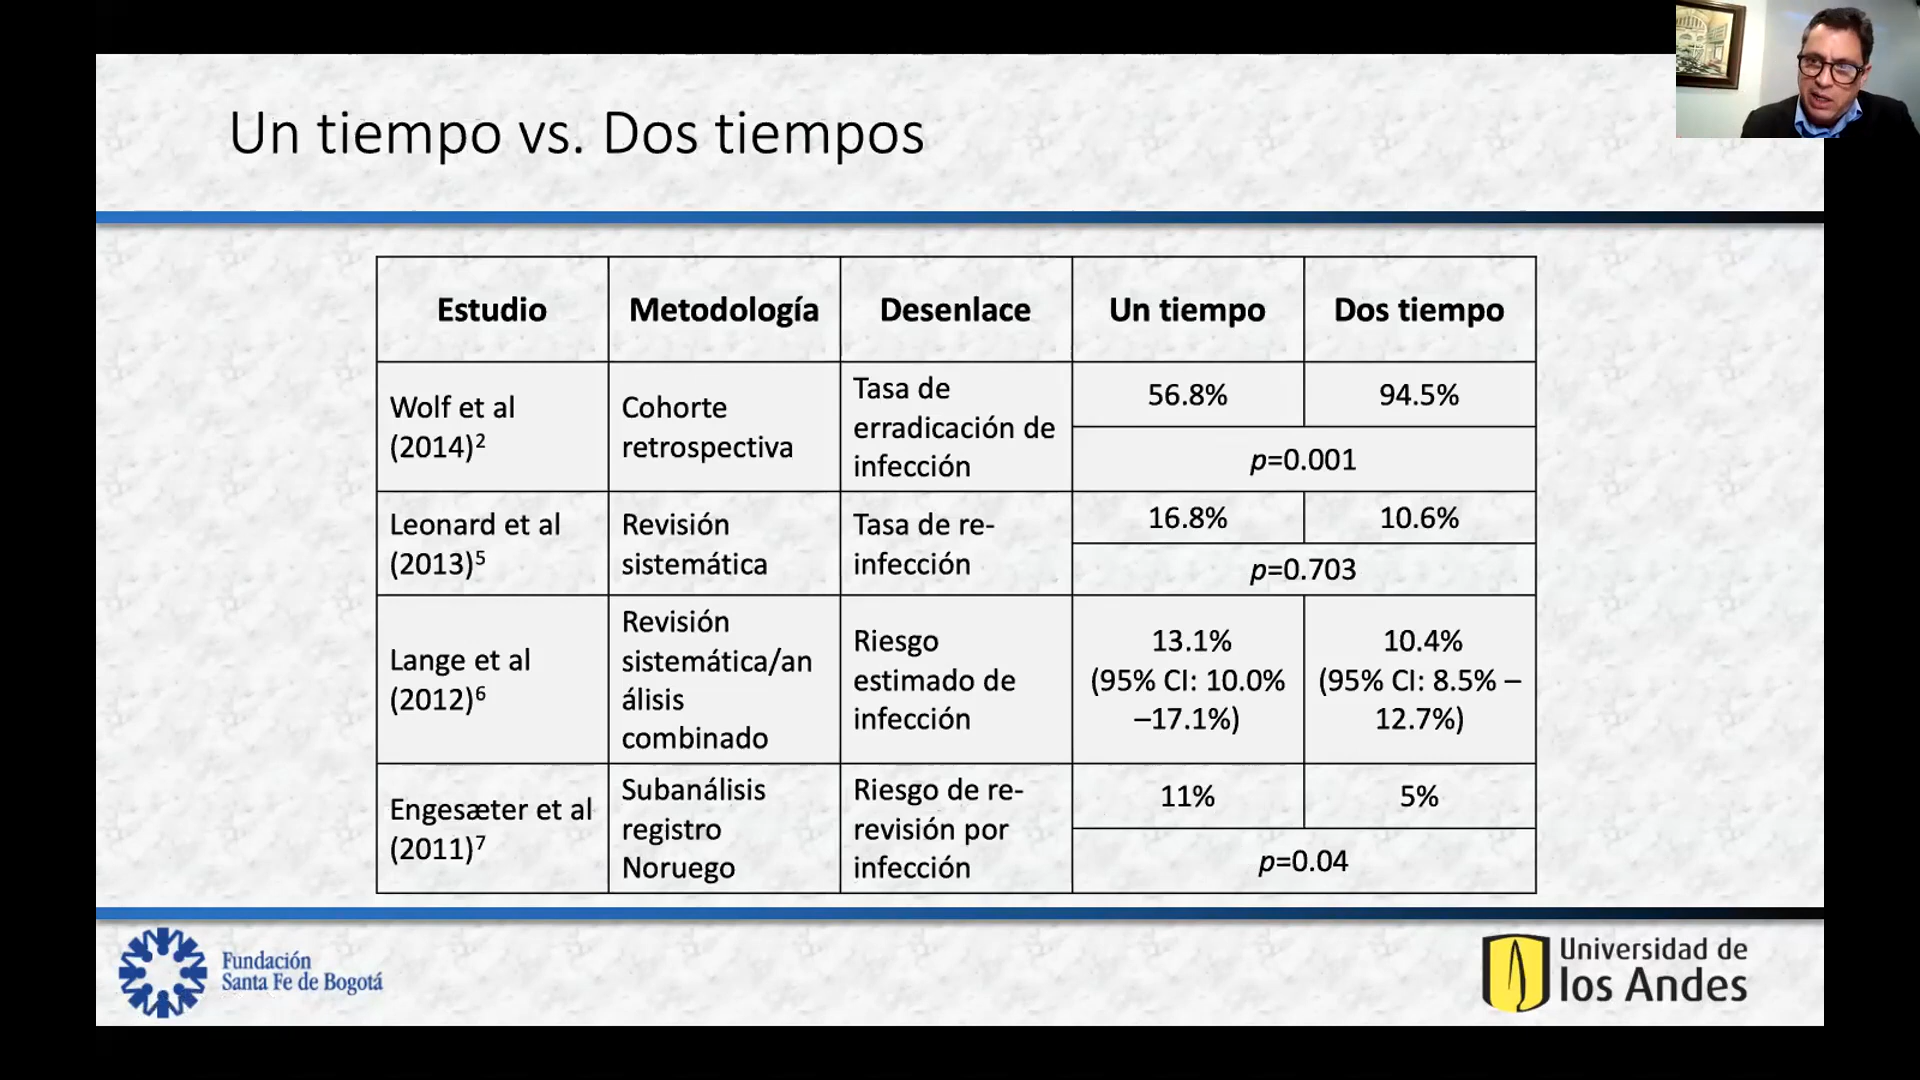 Un tiempo vs. Dos tiempos
Estudio
Metodología
Desenlace
Un tiempo
Dos tiempo
Wolf et al
(2014)²
Cohorte
retrospectiva
Tasa de
erradicación de
infección
56.8%
94.5%
p=0.001
Leonard et al
(2013)⁵
Revisión
sistemática
Tasa de re-
infección
16.8%
10.6%
p=0.703
Lange et al
(2012)⁶
Revisión
sistemática/an
álisis
combinado
Riesgo
estimado de
infección
13.1%
(95% CI: 10.0%
–17.1%)
10.4%
(95% CI: 8.5% –
12.7%)
Engesæter et al
(2011)⁷
Subanálisis
registro
Noruego
Riesgo de re-
revisión por
infección
11%
5%
p=0.04
Fundación
Santa Fe de Bogotá
Universidad de
los Andes